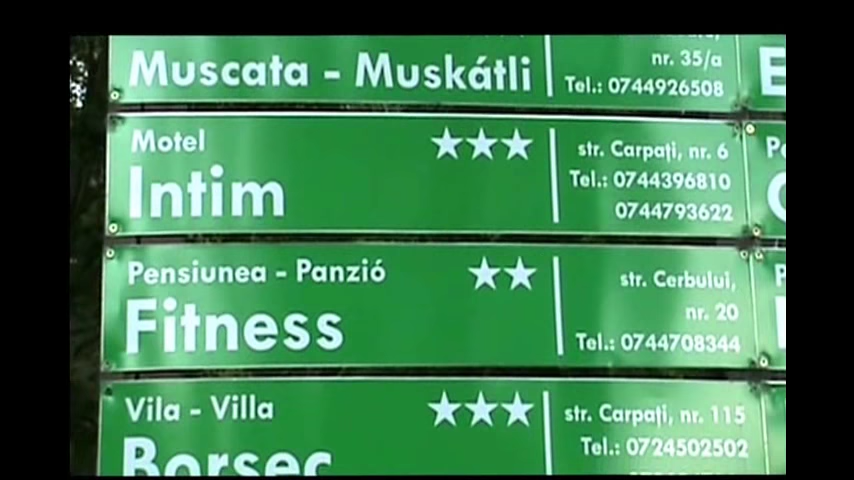 nr. 35/a
Muscata - Muskátli
Tel.: 0744926508
Motel
str. Carpați, nr. 6
Intim
Tel.: 0744396810
0744793622
Pensiunea - Panzió
str. Cerbului,
nr. 20
Fitness
Tel.: 0744708344
Vila - Villa
str. Carpați, nr. 115
Borsec
Tel.: 0724502502